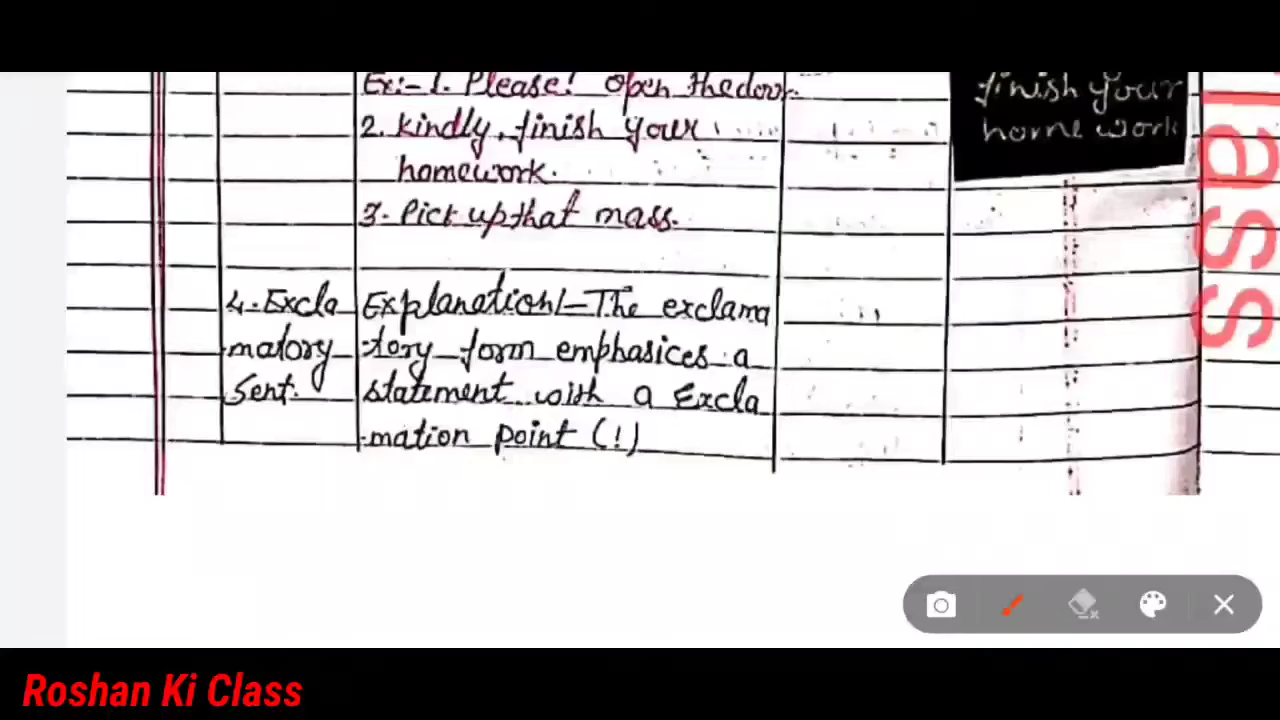 Ex:- 1. Please! Open the door.
2. Kindly, finish your
homework.
3. Pick up that mass.
finish your
home work
4. Excla
matory
Sent.
Explanation:- The exclama
tory form emphasices a
statement with a Excla
mation point (!)
lass
Roshan Ki Class